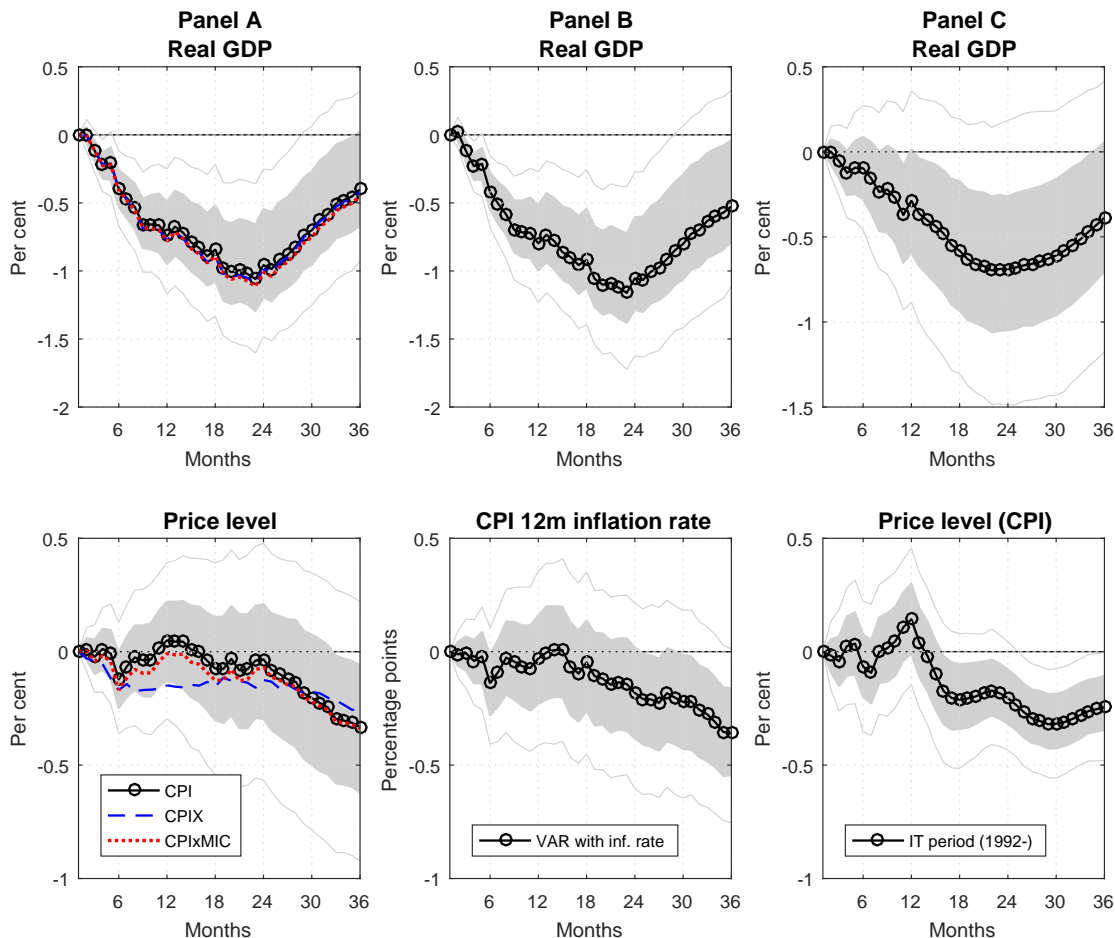 Panel A
Real GDP
0.5
0
-0.5
-1
-1.5
-2
Per cent
6 12 18 24 30 36
Months
Panel B
Real GDP
0.5
0
-0.5
-1
-1.5
-2
Per cent
6 12 18 24 30 36
Months
Panel C
Real GDP
0.5
0
-0.5
-1
-1.5
Per cent
6 12 18 24 30 36
Months
Price level
0.5
0
-0.5
-1
Per cent
CPI
CPIX
CPIxMIC
6 12 18 24 30 36
Months
CPI 12m inflation rate
0.5
0
-0.5
-1
Percentage points
VAR with inf. rate
6 12 18 24 30 36
Months
Price level (CPI)
0.5
0
-0.5
-1
Per cent
IT period (1992-)
6 12 18 24 30 36
Months